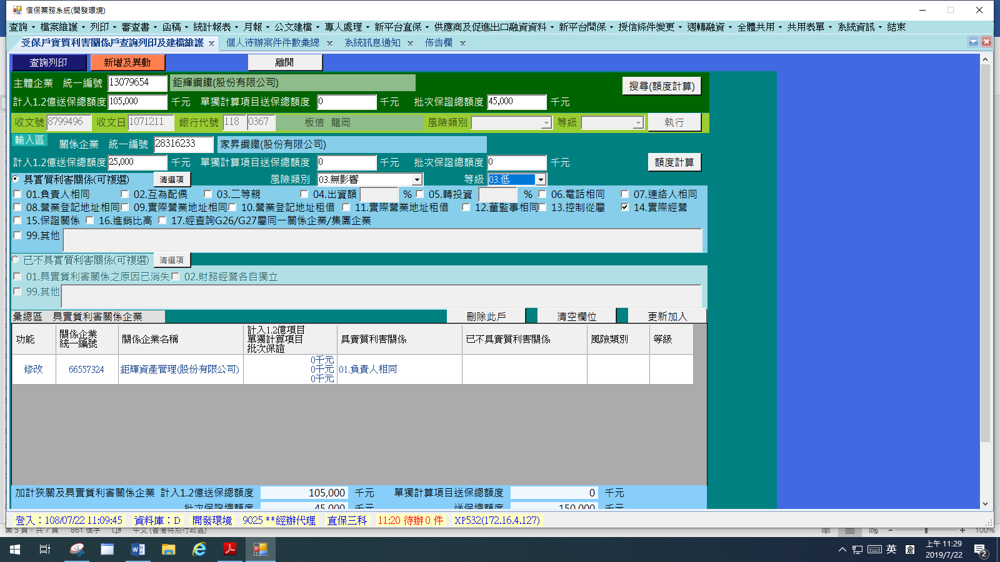 信保業務系統(開發環境)
查詢 檔案維護 列印 審查書 函稿 統計報表 月報 公文建檔 專人處理 新平台直保 供應商及促進出口融資資料 新平台間保 授信條件變更 週轉融資 全體共用 共用表單 系統資訊 結束
受保戶實質利害關係戶查詢列印及建檔維護 x 個人待辦案件件數彙總 x 系統訊息通知 x 佈告欄 x
查詢列印 新增及異動 離開
主體企業 統一編號 13079654 鉅輝鋼鐵(股份有限公司) 搜尋(額度計算)
計入1.2億送保總額度 105,000 千元 單獨計算項目送保總額度 0 千元 批次保證總額度 45,000 千元
收文號 8799496 收文日 1071211 銀行代號 118 0367 板信 龍岡 風險類別 等級 執行
輸入區 關係企業 統一編號 28316233 家昇鋼鐵(股份有限公司)
計入1.2億送保總額度 25,000 千元 單獨計算項目送保總額度 0 千元 批次保證總額度 0 千元 額度計算
具實質利害關係(可複選) 清選項 風險類別 03.無影響 等級 03.低
01.負責人相同 02.互為配偶 03.二等親 04.出資額 % 05.轉投資 % 06.電話相同 07.連絡人相同
08.營業登記地址相同 09.實際營業地址相同 10.營業登記地址租借 11.實際營業地址租借 12.董監事相同 13.控制從屬 14.實際經營
15.保證關係 16.進銷比高 17.經查詢G26/G27屬同一關係企業/集團企業
99.其他
已不具實質利害關係(可複選) 清選項
01.具實質利害關係之原因已消失 02.財務經營各自獨立
99.其他
彙總區 具實質利害關係企業 刪除此戶 清空欄位 更新加入
功能 關係企業統一編號 關係企業名稱 計入1.2億項目 單獨計算項目 批次保證 具實質利害關係 已不具實質利害關係 風險類別 等級
修改 66557324 鉅輝資產管理(股份有限公司) 0千元 0千元 0千元 01.負責人相同
加計狹關及具實質利害關係企業 計入1.2億送保總額度 105,000 千元 單獨計算項目送保總額度 0 千元
批次保證總額度 45,000 千元 送保總額度 150,000 千元
登入：108/07/22 11:09:45 資料庫：D 開發環境 9025 **經辦代理 直保三科 11:20 待辦 0 件 XP532(172.16.4.127)
第 5 頁，共 7 頁 861 個字 中文 (香港特別行政區) 100%
英 倉 上午 11:29
2019/7/22 2